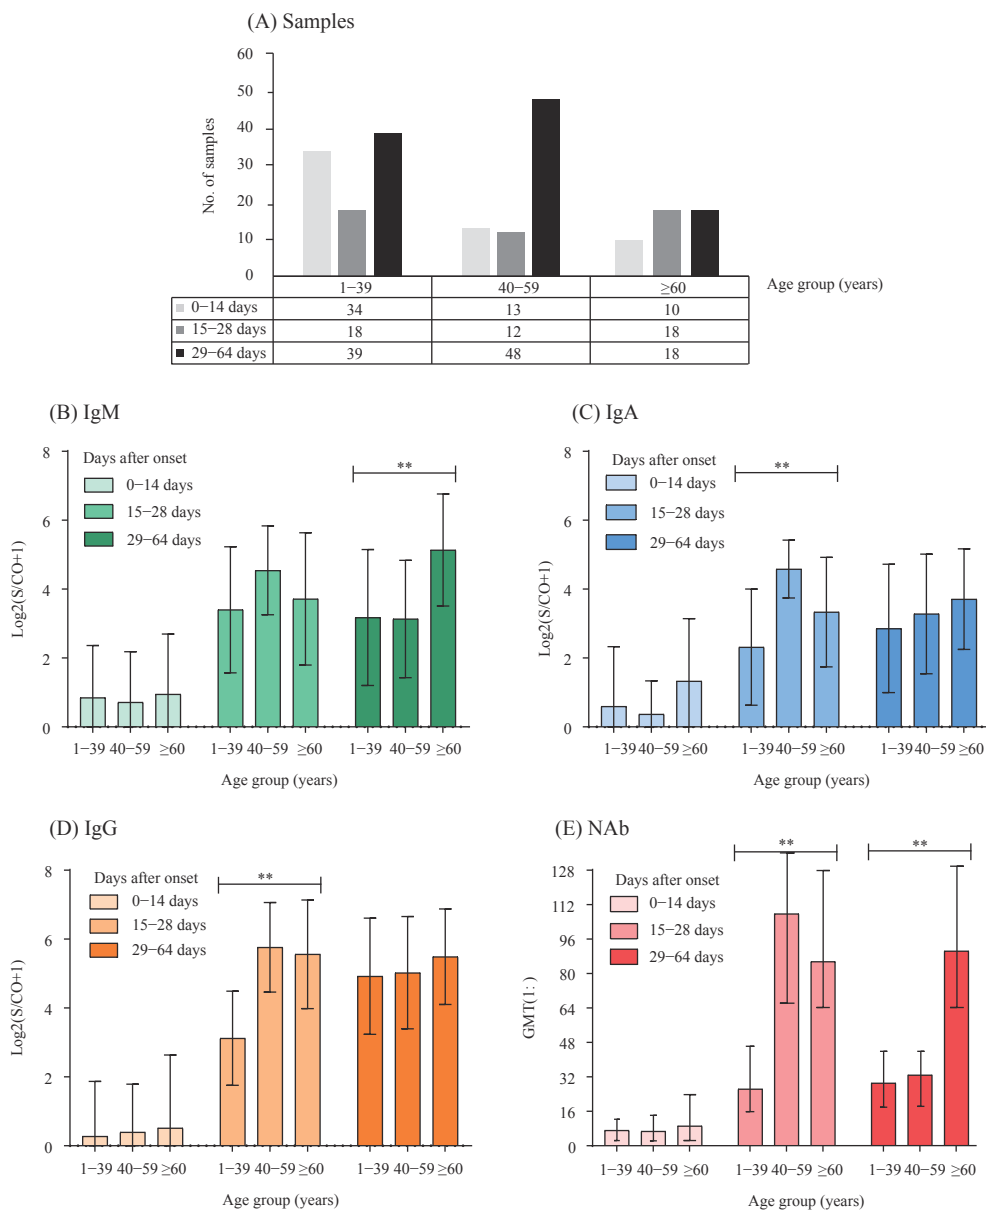 (A) Samples
60
50
40
30
20
10
0
No. of samples
1−39 40−59 ≥60
Age group (years)
0−14 days 34 13 10
15−28 days 18 12 18
29−64 days 39 48 18
(B) IgM
8
6
4
2
0
Log2(S/CO+1)
Days after onset
0−14 days
15−28 days
29−64 days
**
1−39 40−59 ≥60 1−39 40−59 ≥60 1−39 40−59 ≥60
Age group (years)
(C) IgA
8
6
4
2
0
Log2(S/CO+1)
Days after onset
0−14 days
15−28 days
29−64 days
**
1−39 40−59 ≥60 1−39 40−59 ≥60 1−39 40−59 ≥60
Age group (years)
(D) IgG
8
6
4
2
0
Log2(S/CO+1)
Days after onset
0−14 days
15−28 days
29−64 days
**
1−39 40−59 ≥60 1−39 40−59 ≥60 1−39 40−59 ≥60
Age group (years)
(E) NAb
128
112
96
80
64
48
32
16
0
GMT(1: )
Days after onset
0−14 days
15−28 days
29−64 days
** **
1−39 40−59 ≥60 1−39 40−59 ≥60 1−39 40−59 ≥60
Age group (years)